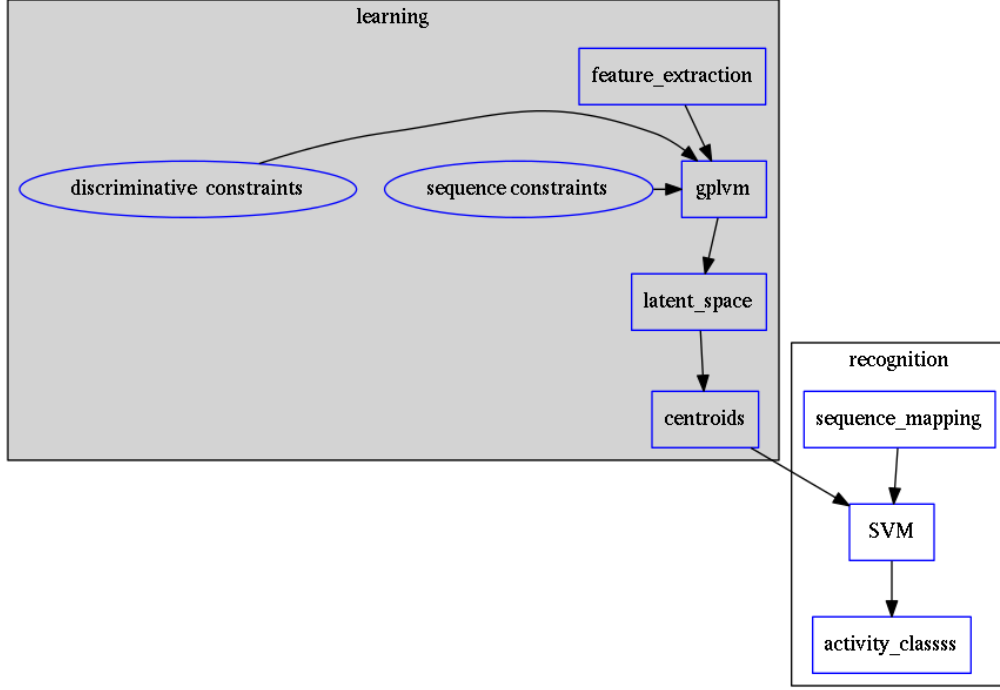 learning
feature_extraction
discriminative constraints
sequence constraints
gplvm
latent_space
recognition
centroids
sequence_mapping
SVM
activity_classss